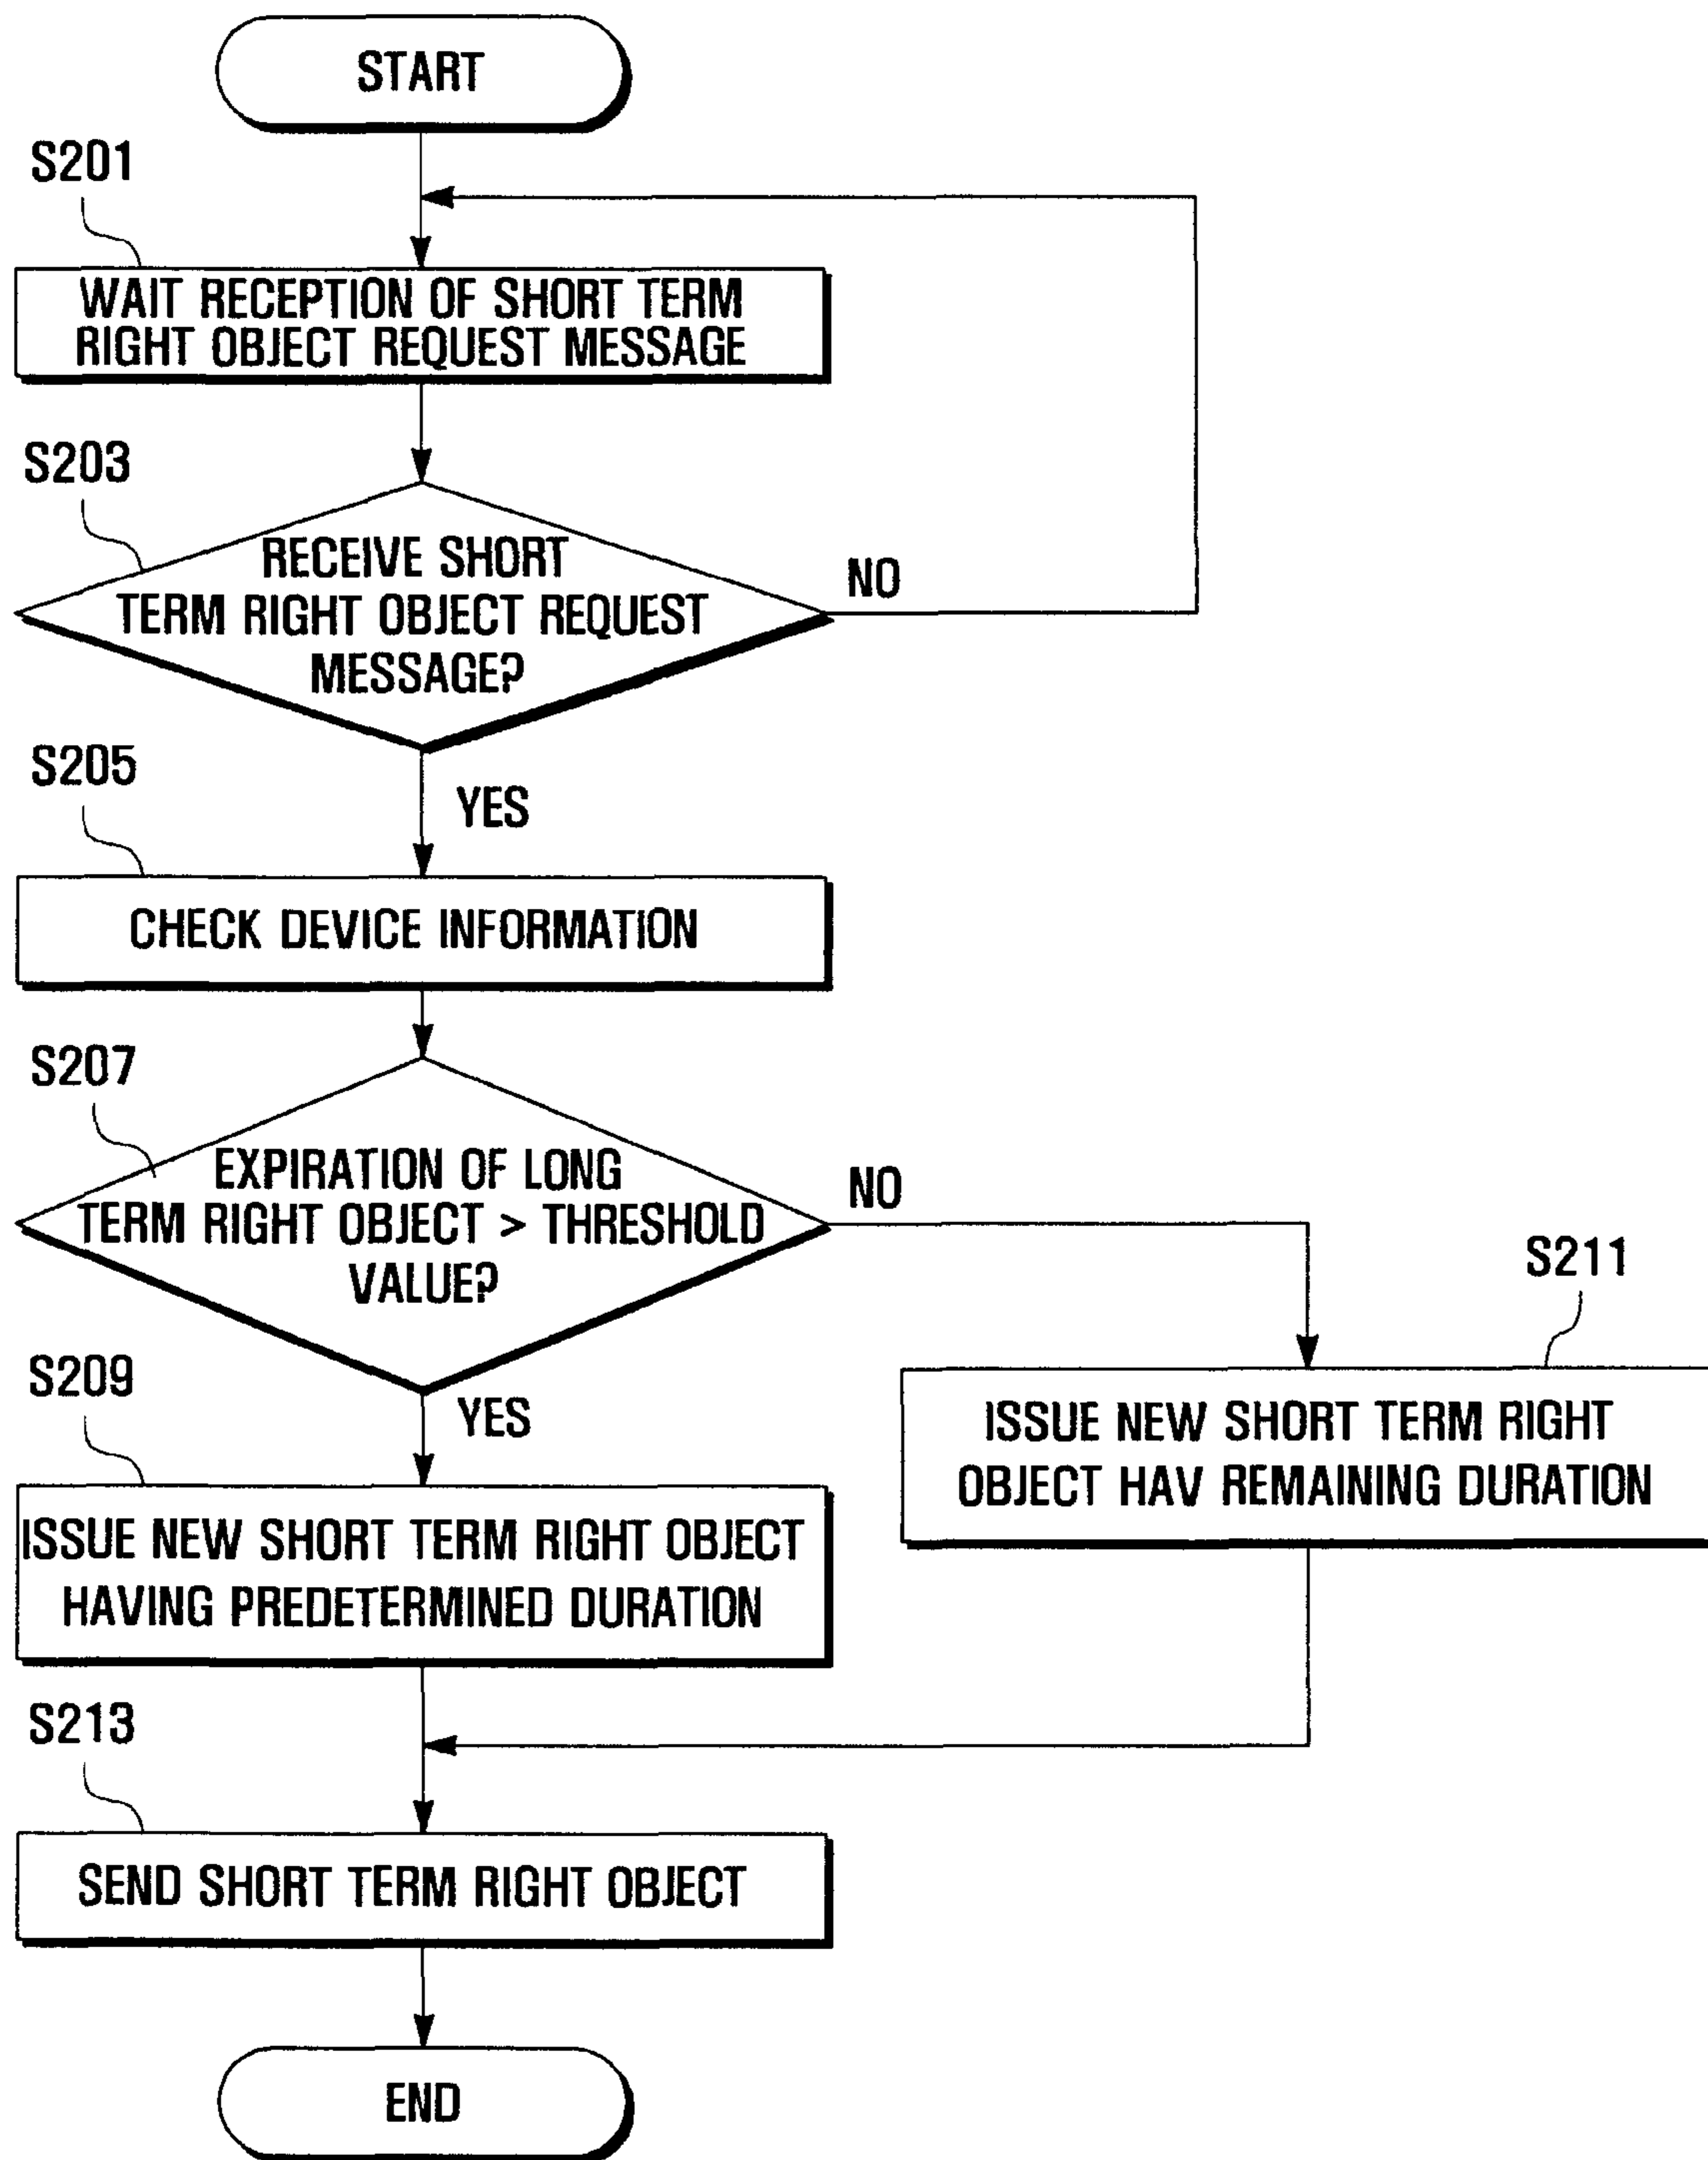 START
S201
WAIT RECEPTION OF SHORT TERM
RIGHT OBJECT REQUEST MESSAGE
S203
RECEIVE SHORT
TERM RIGHT OBJECT REQUEST
MESSAGE?
NO
S205
YES
CHECK DEVICE INFORMATION
S207
EXPIRATION OF LONG
TERM RIGHT OBJECT > THRESHOLD
VALUE?
NO
S211
ISSUE NEW SHORT TERM RIGHT
OBJECT HAV REMAINING DURATION
S209
YES
ISSUE NEW SHORT TERM RIGHT OBJECT
HAVING PREDETERMINED DURATION
S213
SEND SHORT TERM RIGHT OBJECT
END